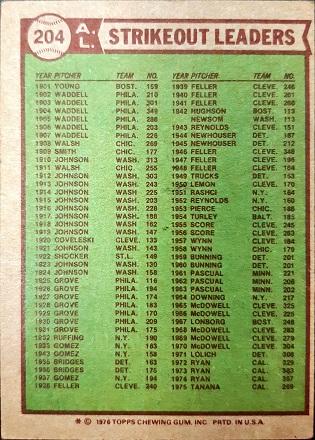 204 A.L. STRIKEOUT LEADERS
YEAR PITCHER TEAM NO.
1901 YOUNG BOST. 159
1902 WADDELL PHILA. 210
1903 WADDELL PHILA. 301
1904 WADDELL PHILA. 349
1905 WADDELL PHILA. 286
1906 WADDELL PHILA. 203
1907 WADDELL PHILA. 226
1908 WALSH CHIC. 269
1909 SMITH CHIC. 177
1910 JOHNSON WASH. 313
1911 WALSH CHIC. 255
1912 JOHNSON WASH. 303
1913 JOHNSON WASH. 243
1914 JOHNSON WASH. 225
1915 JOHNSON WASH. 203
1916 JOHNSON WASH. 228
1917 JOHNSON WASH. 188
1918 JOHNSON WASH. 162
1919 JOHNSON WASH. 147
1920 COVELESKI CLEVE. 133
1921 JOHNSON WASH. 143
1922 SHOCKER ST.L. 149
1923 JOHNSON WASH. 130
1924 JOHNSON WASH. 158
1925 GROVE PHILA. 116
1926 GROVE PHILA. 194
1927 GROVE PHILA. 174
1928 GROVE PHILA. 183
1929 GROVE PHILA. 170
1930 GROVE PHILA. 209
1931 GROVE PHILA. 175
1932 RUFFING N.Y. 190
1933 GOMEZ N.Y. 163
1934 GOMEZ N.Y. 158
1935 BRIDGES DET. 163
1936 BRIDGES DET. 175
1937 GOMEZ N.Y. 194
1938 FELLER CLEVE. 240
YEAR PITCHER TEAM NO.
1939 FELLER CLEVE. 246
1940 FELLER CLEVE. 261
1941 FELLER CLEVE. 260
1942 HUGHSON BOST. 113
NEWSOM WASH. 113
1943 REYNOLDS CLEVE. 151
1944 NEWHOUSER DET. 187
1945 NEWHOUSER DET. 212
1946 FELLER CLEVE. 348
1947 FELLER CLEVE. 196
1948 FELLER CLEVE. 164
1949 TRUCKS DET. 153
1950 LEMON CLEVE. 170
1951 RASCHI N.Y. 164
1952 REYNOLDS N.Y. 160
1953 PIERCE CHIC. 186
1954 TURLEY BALT. 185
1955 SCORE CLEVE. 245
1956 SCORE CLEVE. 263
1957 WYNN CLEVE. 184
1958 WYNN CHIC. 179
1959 BUNNING DET. 201
1960 BUNNING DET. 201
1961 PASCUAL MINN. 221
1962 PASCUAL MINN. 206
1963 PASCUAL MINN. 202
1964 DOWNING N.Y. 217
1965 McDOWELL CLEVE. 325
1966 McDOWELL CLEVE. 225
1967 LONBORG BOST. 246
1968 McDOWELL CLEVE. 283
1969 McDOWELL CLEVE. 279
1970 McDOWELL CLEVE. 304
1971 LOLICH DET. 308
1972 RYAN CAL. 329
1973 RYAN CAL. 383
1974 RYAN CAL. 367
1975 TANANA CAL. 269
* © 1976 TOPPS CHEWING GUM, INC. PRTD. IN U.S.A.